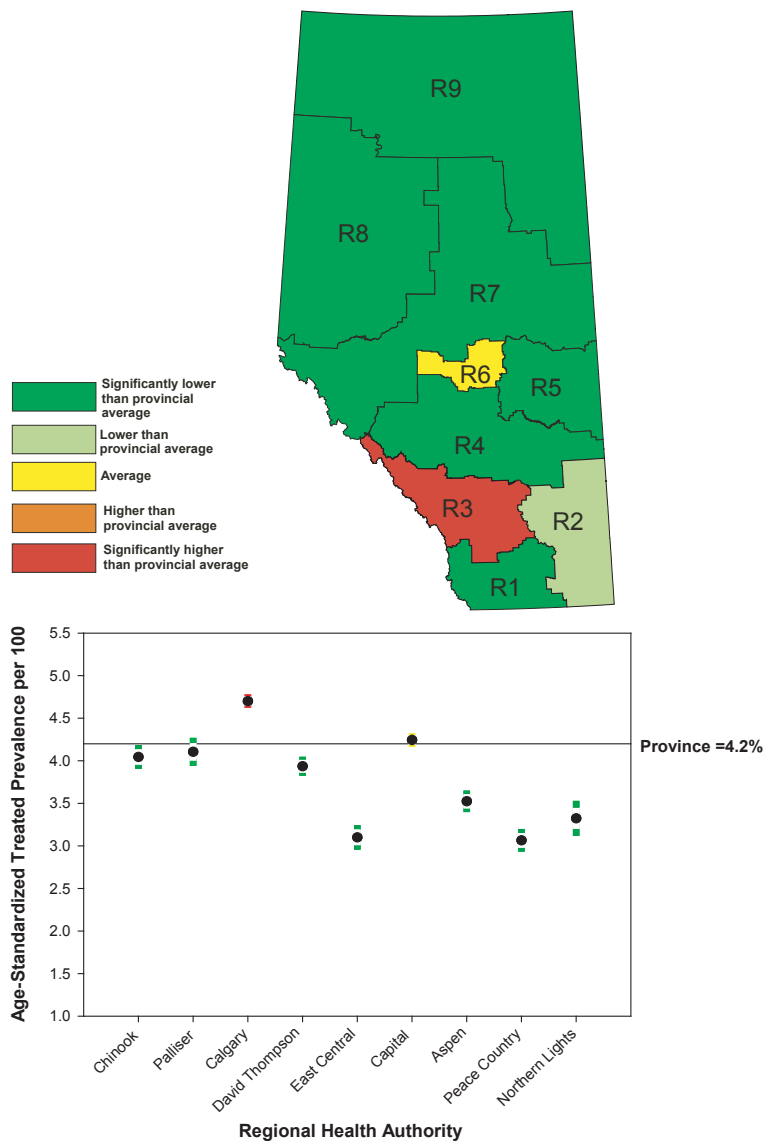 R9
R8
R7
R6
R5
R4
R3
R2
R1
Significantly lower
than provincial
average
Lower than
provincial average
Average
Higher than
provincial average
Significantly higher
than provincial average
Age-Standardized Treated Prevalence per 100
5.5
5.0
4.5
4.0
3.5
3.0
2.5
2.0
1.5
1.0
Province =4.2%
Chinook
Palliser
Calgary
David Thompson
East Central
Capital
Aspen
Peace Country
Northern Lights
Regional Health Authority